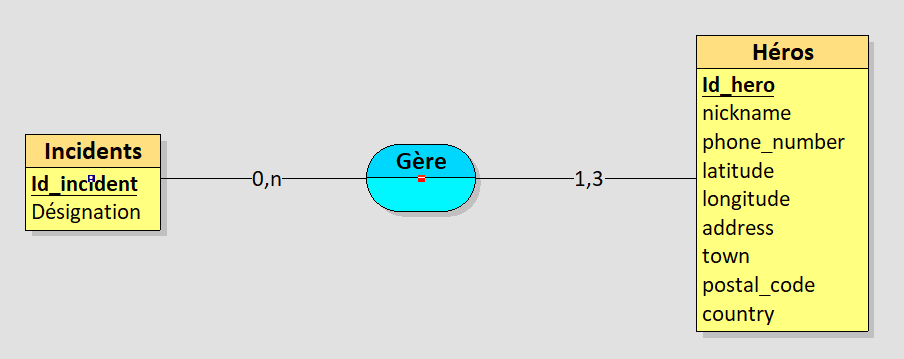 Incidents
Id_incident
Désignation
0,n
Gère
1,3
Héros
Id_hero
nickname
phone_number
latitude
longitude
address
town
postal_code
country